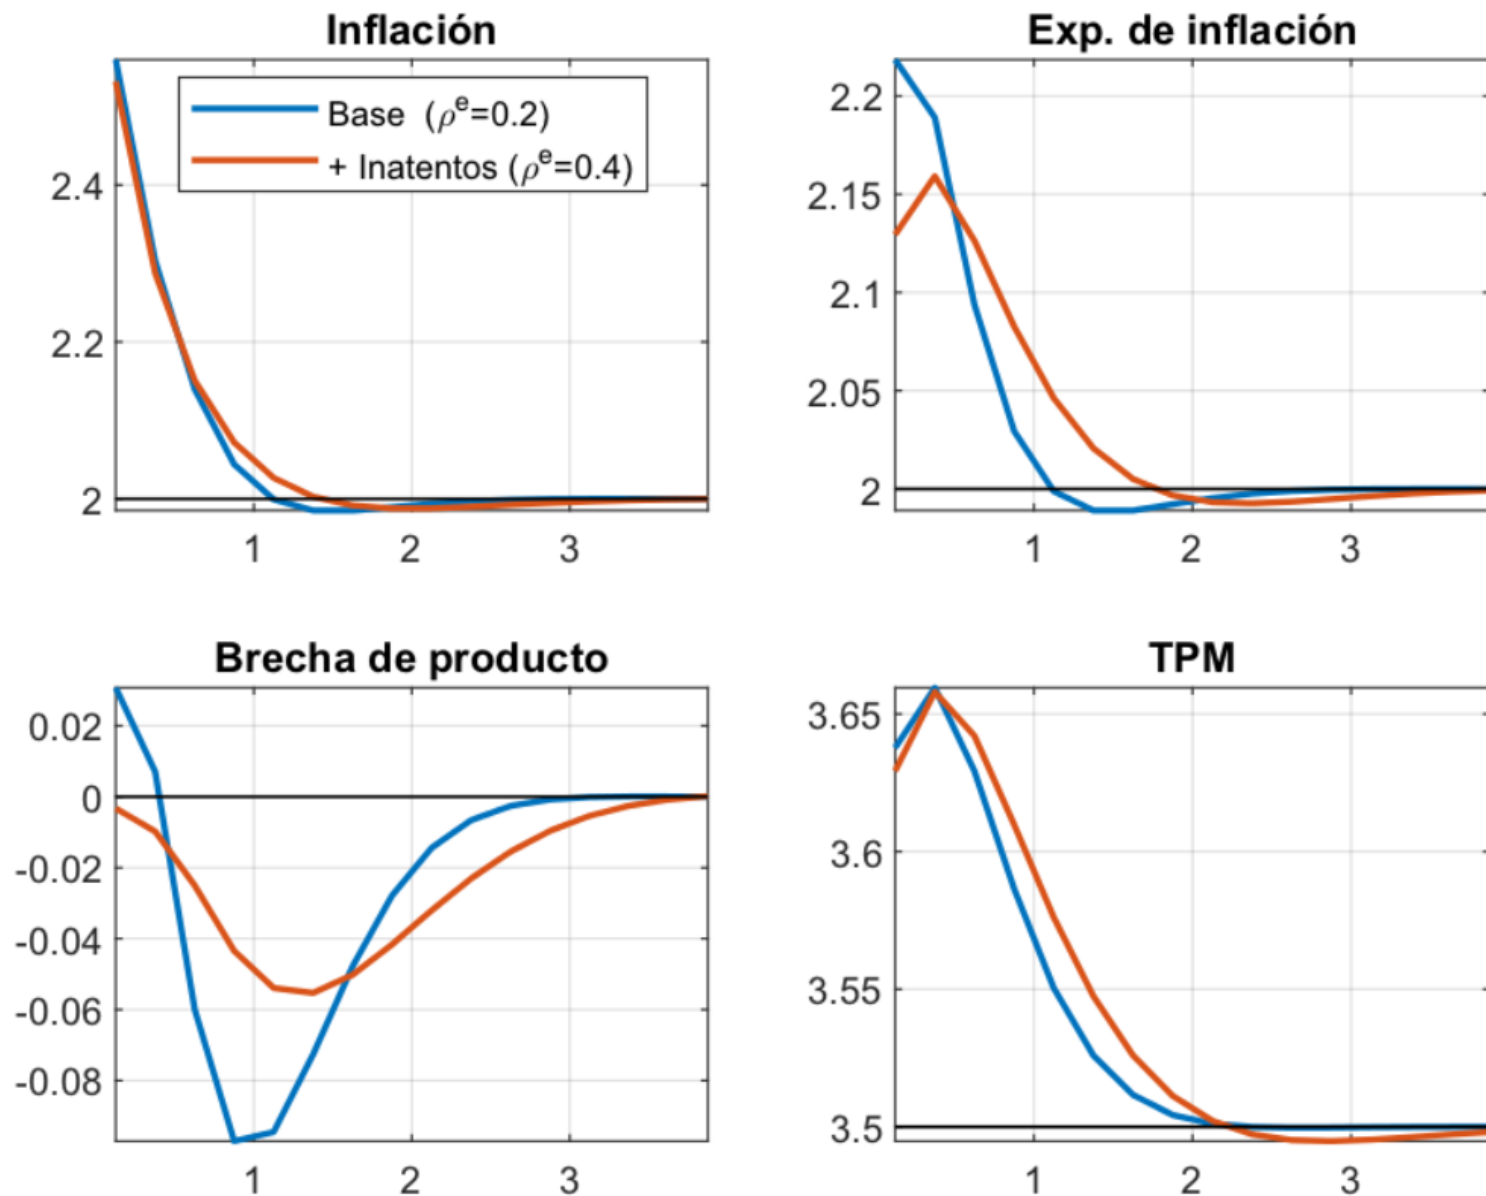 Inflación
Base (ρᵉ=0.2)
+ Inatentos (ρᵉ=0.4)
2.4
2.2
2
1 2 3
Exp. de inflación
2.2
2.15
2.1
2.05
2
1 2 3
Brecha de producto
0.02
0
-0.02
-0.04
-0.06
-0.08
1 2 3
TPM
3.65
3.6
3.55
3.5
1 2 3